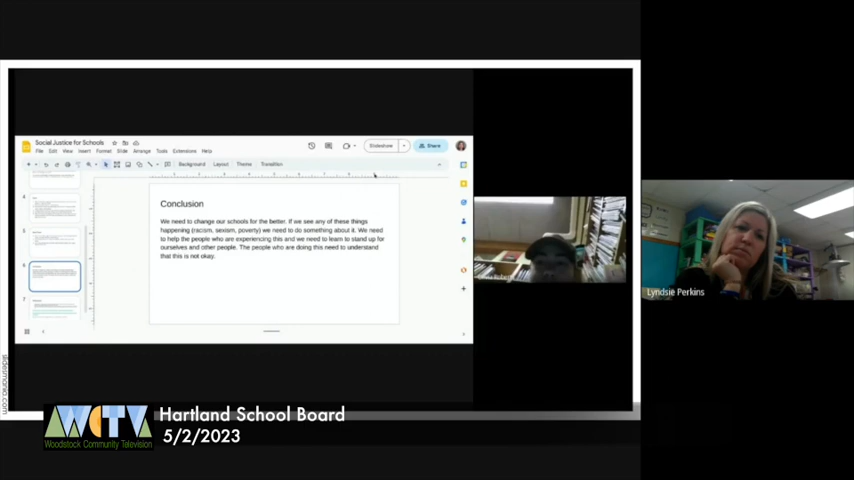 Social Justice for Schools
File Edit View Insert Format Slide Arrange Tools Extensions Help
Slideshow
Share
Background Layout Theme Transition
4
5
6
7
Conclusion
We need to change our schools for the better. If we see any of these things
happening (racism, sexism, poverty) we need to do something about it. We need
to help the people who are experiencing this and we need to learn to stand up for
ourselves and other people. The people who are doing this need to understand
that this is not okay.
Lyndsie Perkins
slidesmania.com
WCTV
Woodstock Community Television
Hartland School Board
5/2/2023